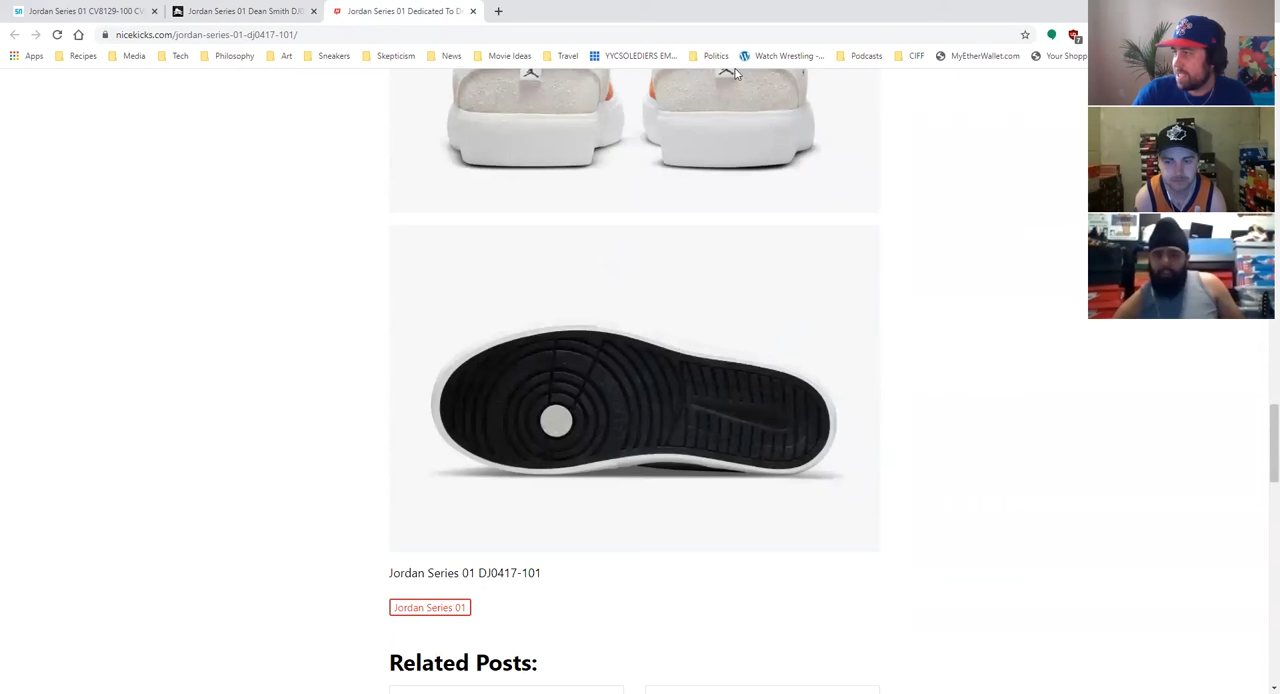 Jordan Series 01 CV8129-100 CV
Jordan Series 01 Dean Smith DJ0
Jordan Series 01 Dedicated To D
nicekicks.com/jordan-series-01-dj0417-101/
Apps Recipes Media Tech Philosophy Art Sneakers Skepticism News Movie Ideas Travel YYCSOLEDIERS EM... Politics Watch Wrestling -... Podcasts CIFF MyEtherWallet.com Your Shopp
Jordan Series 01 DJ0417-101
Jordan Series 01
Related Posts: